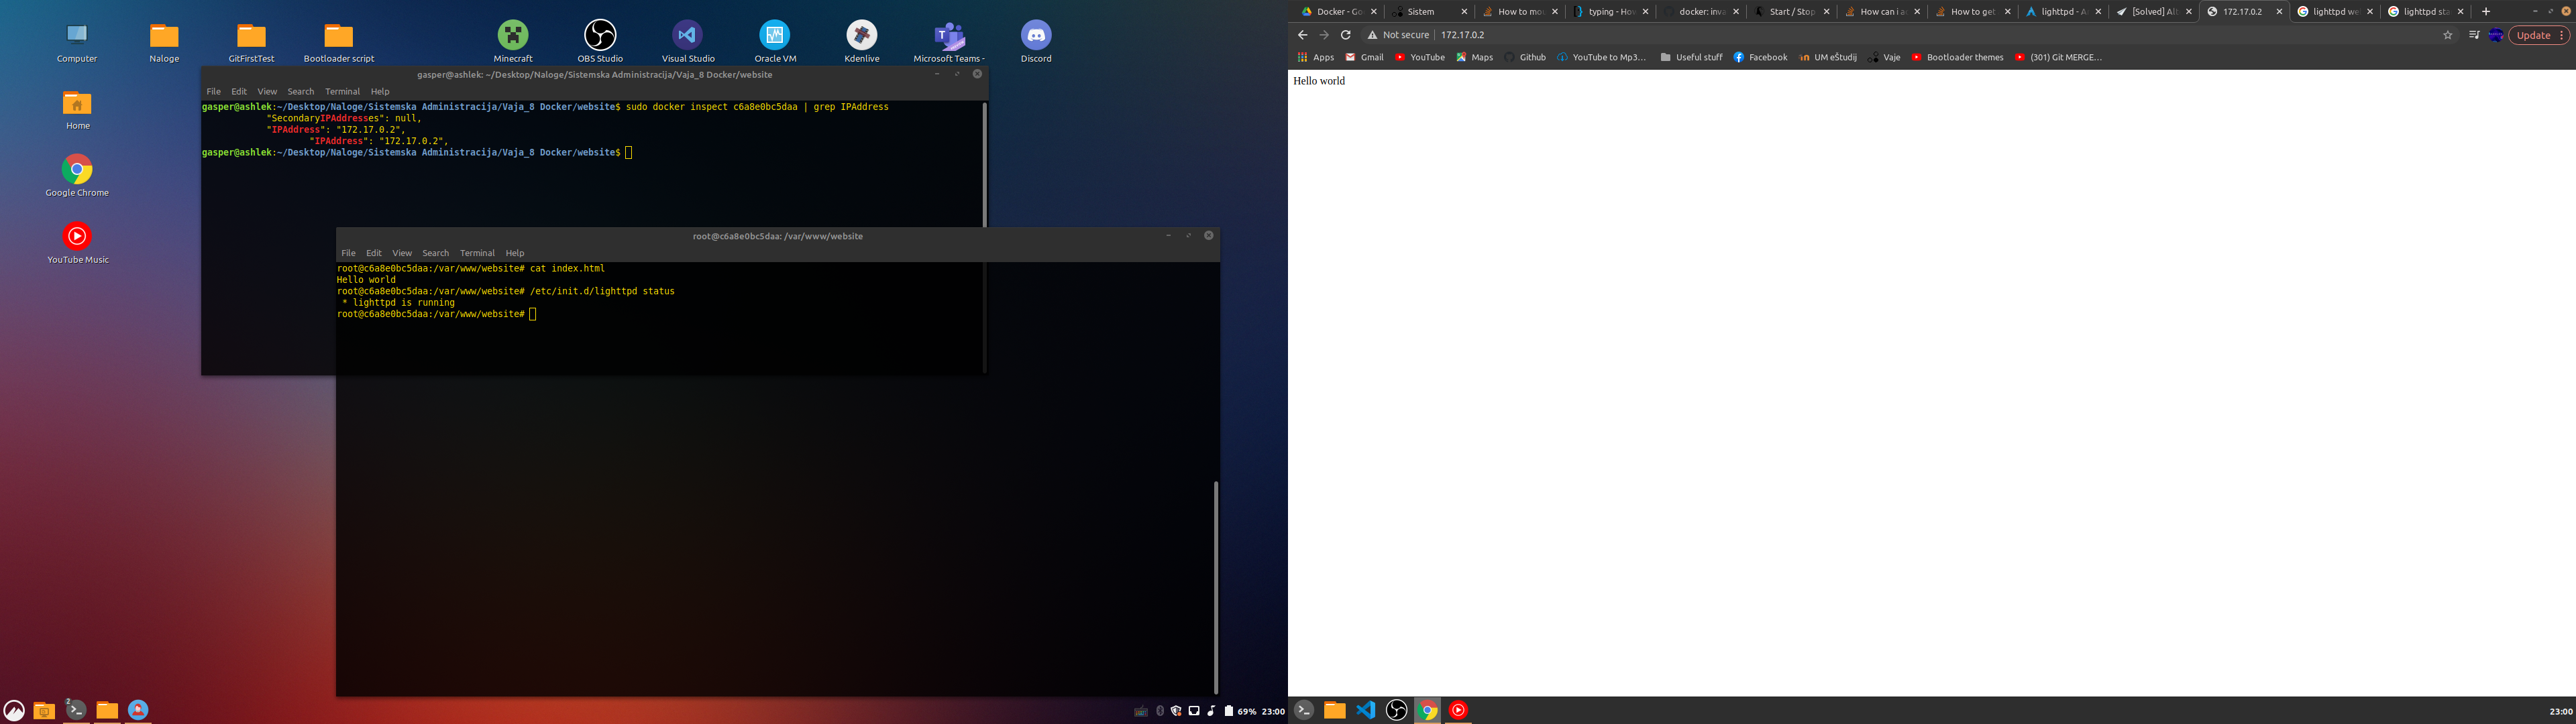 Computer
Naloge
GitFirstTest
Bootloader script
Minecraft
OBS Studio
Visual Studio
Oracle VM
Kdenlive
Microsoft Teams -
Discord
Home
Google Chrome
YouTube Music
gasper@ashlek: ~/Desktop/Naloge/Sistemska Administracija/Vaja_8 Docker/website
File Edit View Search Terminal Help
gasper@ashlek:~/Desktop/Naloge/Sistemska Administracija/Vaja_8 Docker/website$ sudo docker inspect c6a8e0bc5daa | grep IPAddress
"SecondaryIPAddresses": null,
"IPAddress": "172.17.0.2",
"IPAddress": "172.17.0.2",
gasper@ashlek:~/Desktop/Naloge/Sistemska Administracija/Vaja_8 Docker/website$
root@c6a8e0bc5daa: /var/www/website
File Edit View Search Terminal Help
root@c6a8e0bc5daa:/var/www/website# cat index.html
Hello world
root@c6a8e0bc5daa:/var/www/website# /etc/init.d/lighttpd status
* lighttpd is running
root@c6a8e0bc5daa:/var/www/website#
2
69% 23:00
Docker - Goo
Sistem
How to mou
typing - How
docker: inva
Start / Stop
How can i ac
How to get
lighttpd - Ar
[Solved] Alt
172.17.0.2
lighttpd we
lighttpd sta
Not secure 172.17.0.2
Update
Apps Gmail YouTube Maps Github YouTube to Mp3... Useful stuff Facebook UM eŠtudij Vaje Bootloader themes (301) Git MERGE...
Hello world
23:00